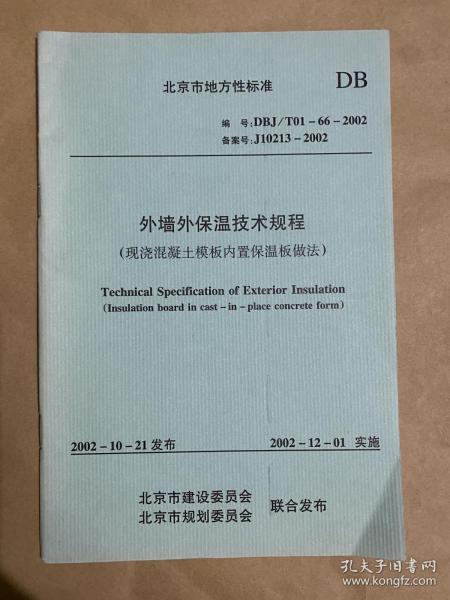 北京市地方性标准
DB
编 号:DBJ/T01-66-2002
备案号:J10213-2002
外墙外保温技术规程
(现浇混凝土模板内置保温板做法)
Technical Specification of Exterior Insulation
(Insulation board in cast-in-place concrete form)
2002-10-21 发布
2002-12-01 实施
北京市建设委员会
北京市规划委员会
联合发布
孔夫子旧书网
www.kongfz.com